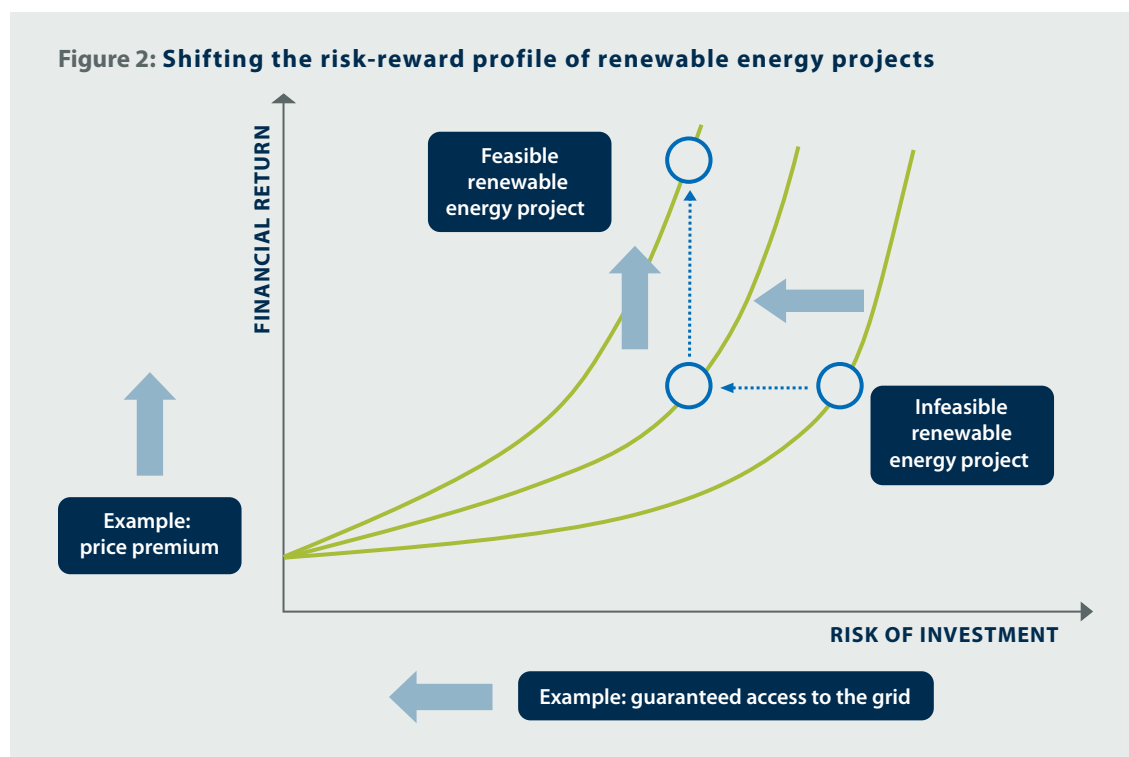 Figure 2: Shifting the risk-reward profile of renewable energy projects
FINANCIAL RETURN
Feasible
renewable
energy project
Infeasible
renewable
energy project
Example:
price premium
RISK OF INVESTMENT
Example: guaranteed access to the grid